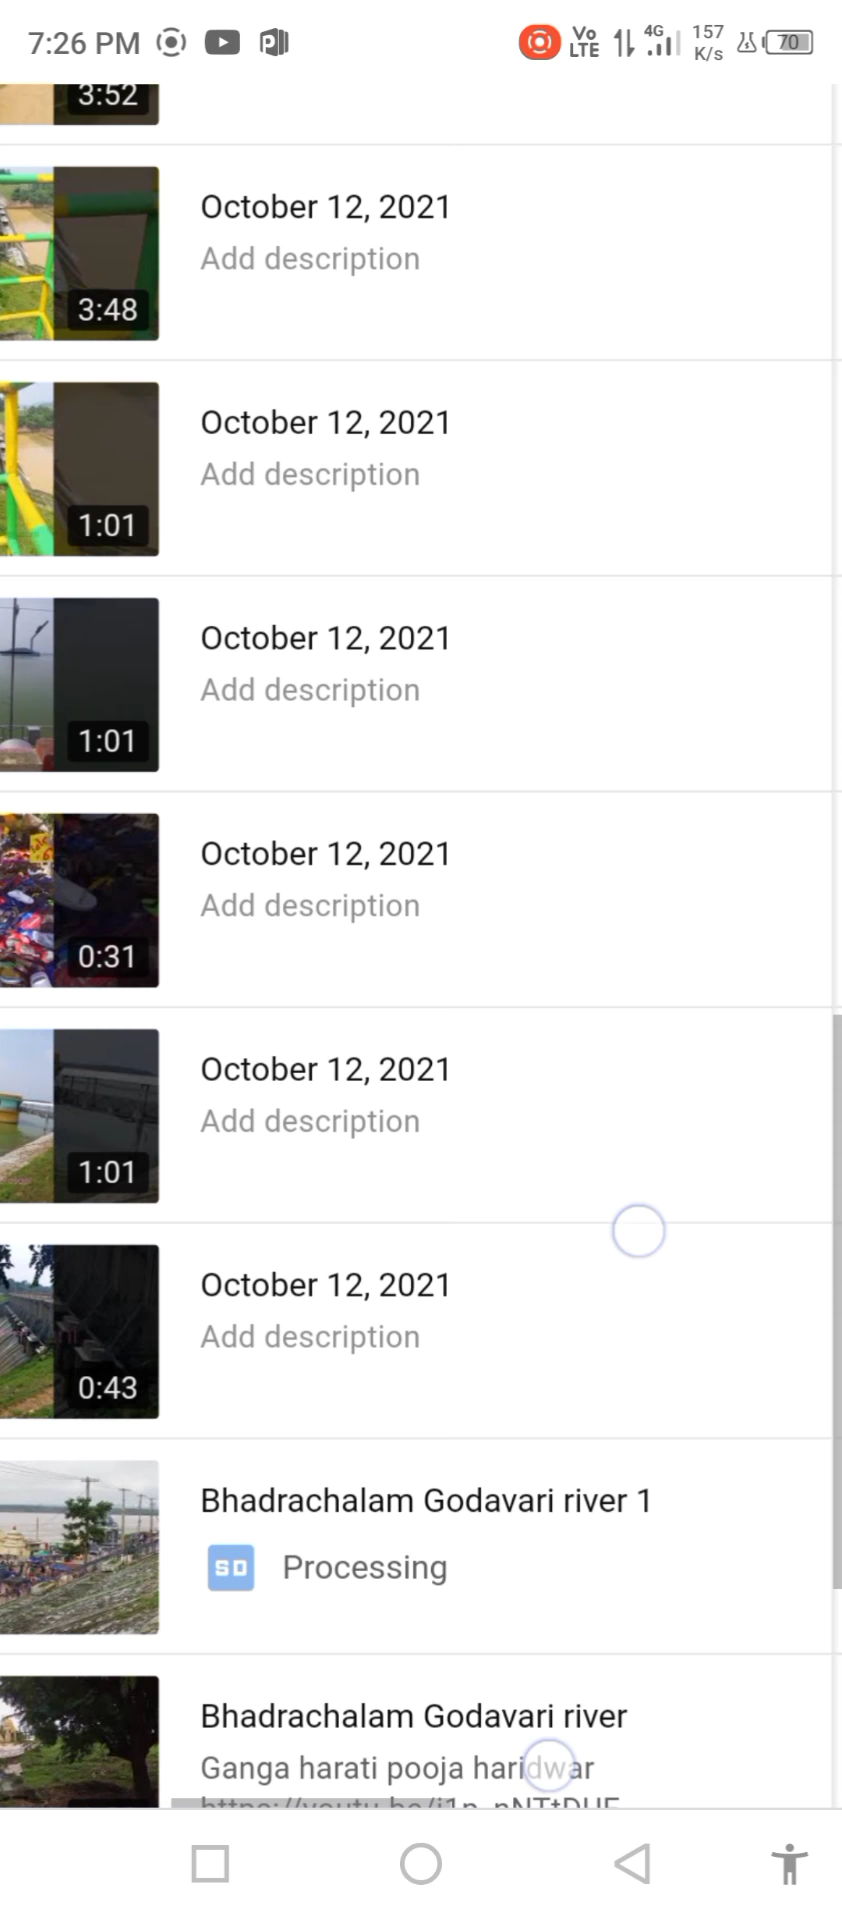 7:26 PM
Vo LTE 4G 157 K/s 70
3:52
October 12, 2021
Add description
3:48
October 12, 2021
Add description
1:01
October 12, 2021
Add description
1:01
October 12, 2021
Add description
0:31
October 12, 2021
Add description
1:01
October 12, 2021
Add description
0:43
Bhadrachalam Godavari river 1
SD Processing
Bhadrachalam Godavari river
Ganga harati pooja haridwar